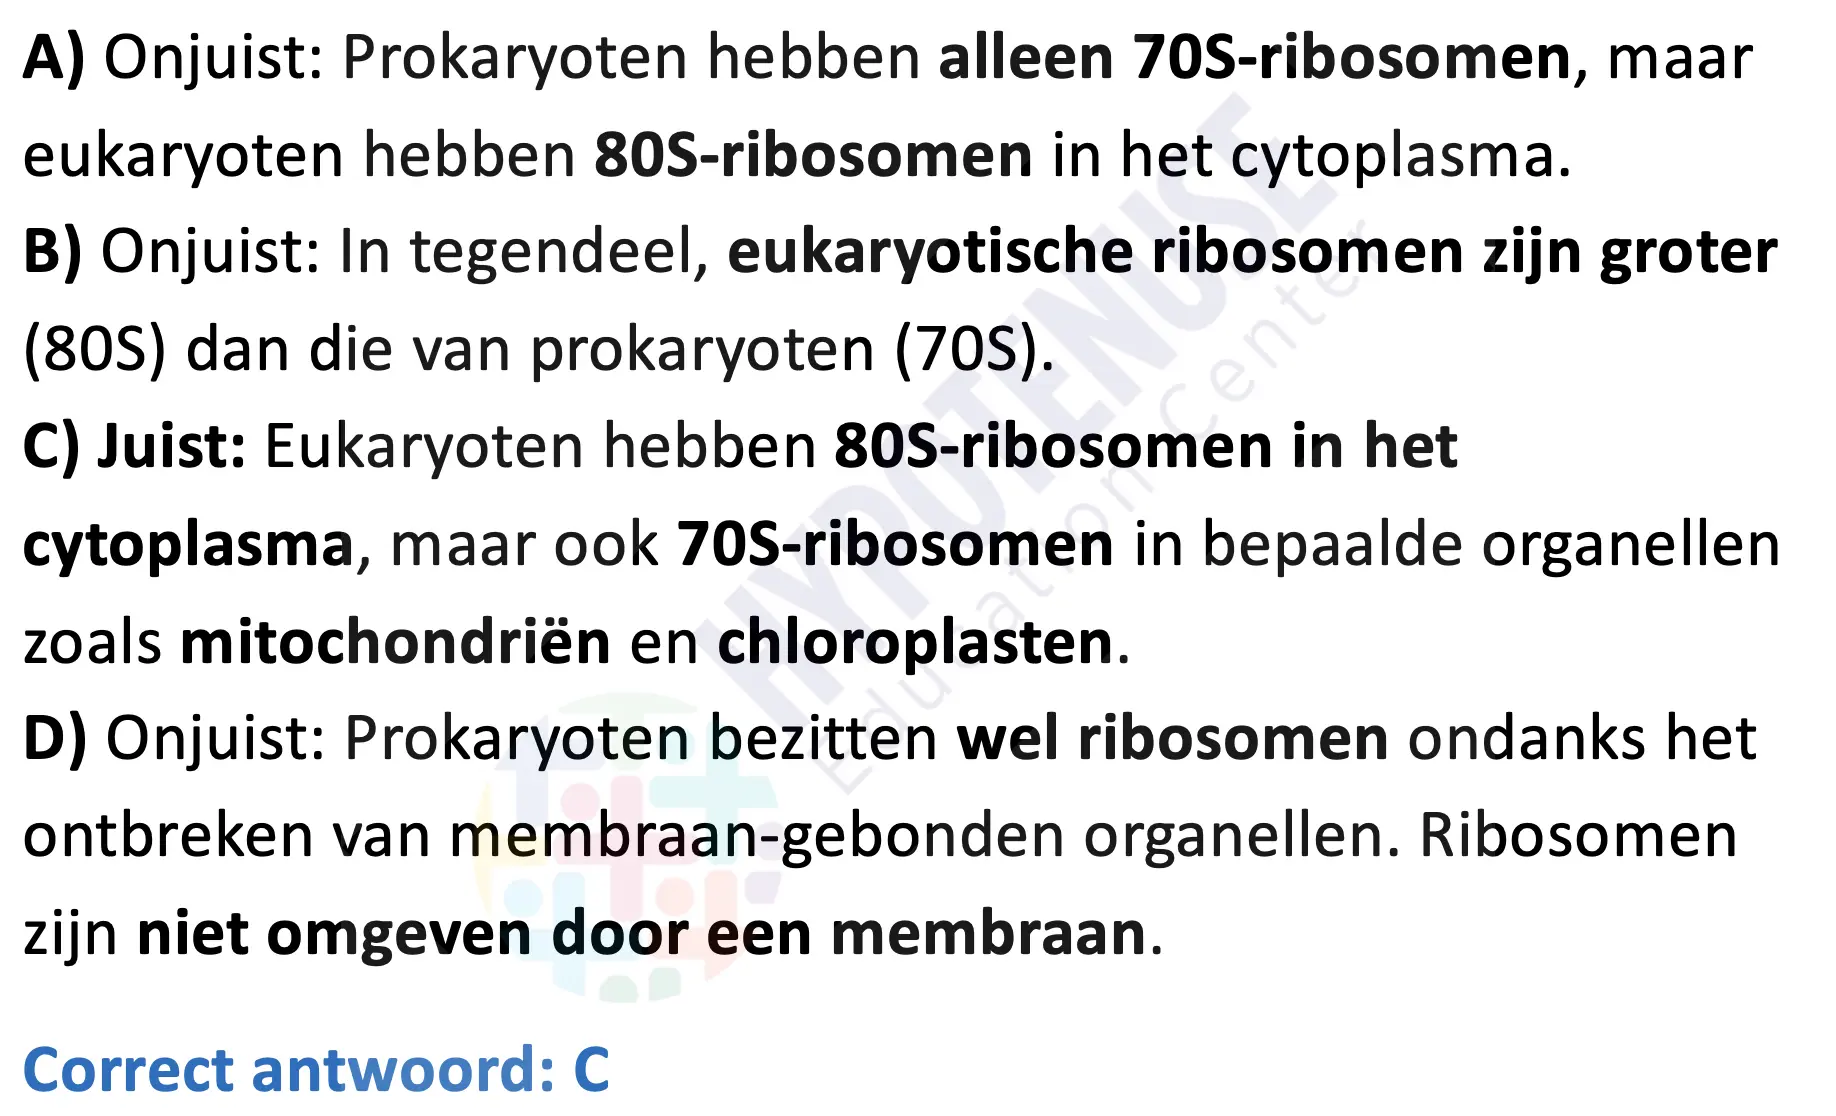 A) Onjuist: Prokaryoten hebben alleen 70S-ribosomen, maar
eukaryoten hebben 80S-ribosomen in het cytoplasma.
B) Onjuist: In tegendeel, eukaryotische ribosomen zijn groter
(80S) dan die van prokaryoten (70S).
C) Juist: Eukaryoten hebben 80S-ribosomen in het
cytoplasma, maar ook 70S-ribosomen in bepaalde organellen
zoals mitochondriën en chloroplasten.
D) Onjuist: Prokaryoten bezitten wel ribosomen ondanks het
ontbreken van membraan-gebonden organellen. Ribosomen
zijn niet omgeven door een membraan.
Correct antwoord: C
HYPOTENUSE
Education Center